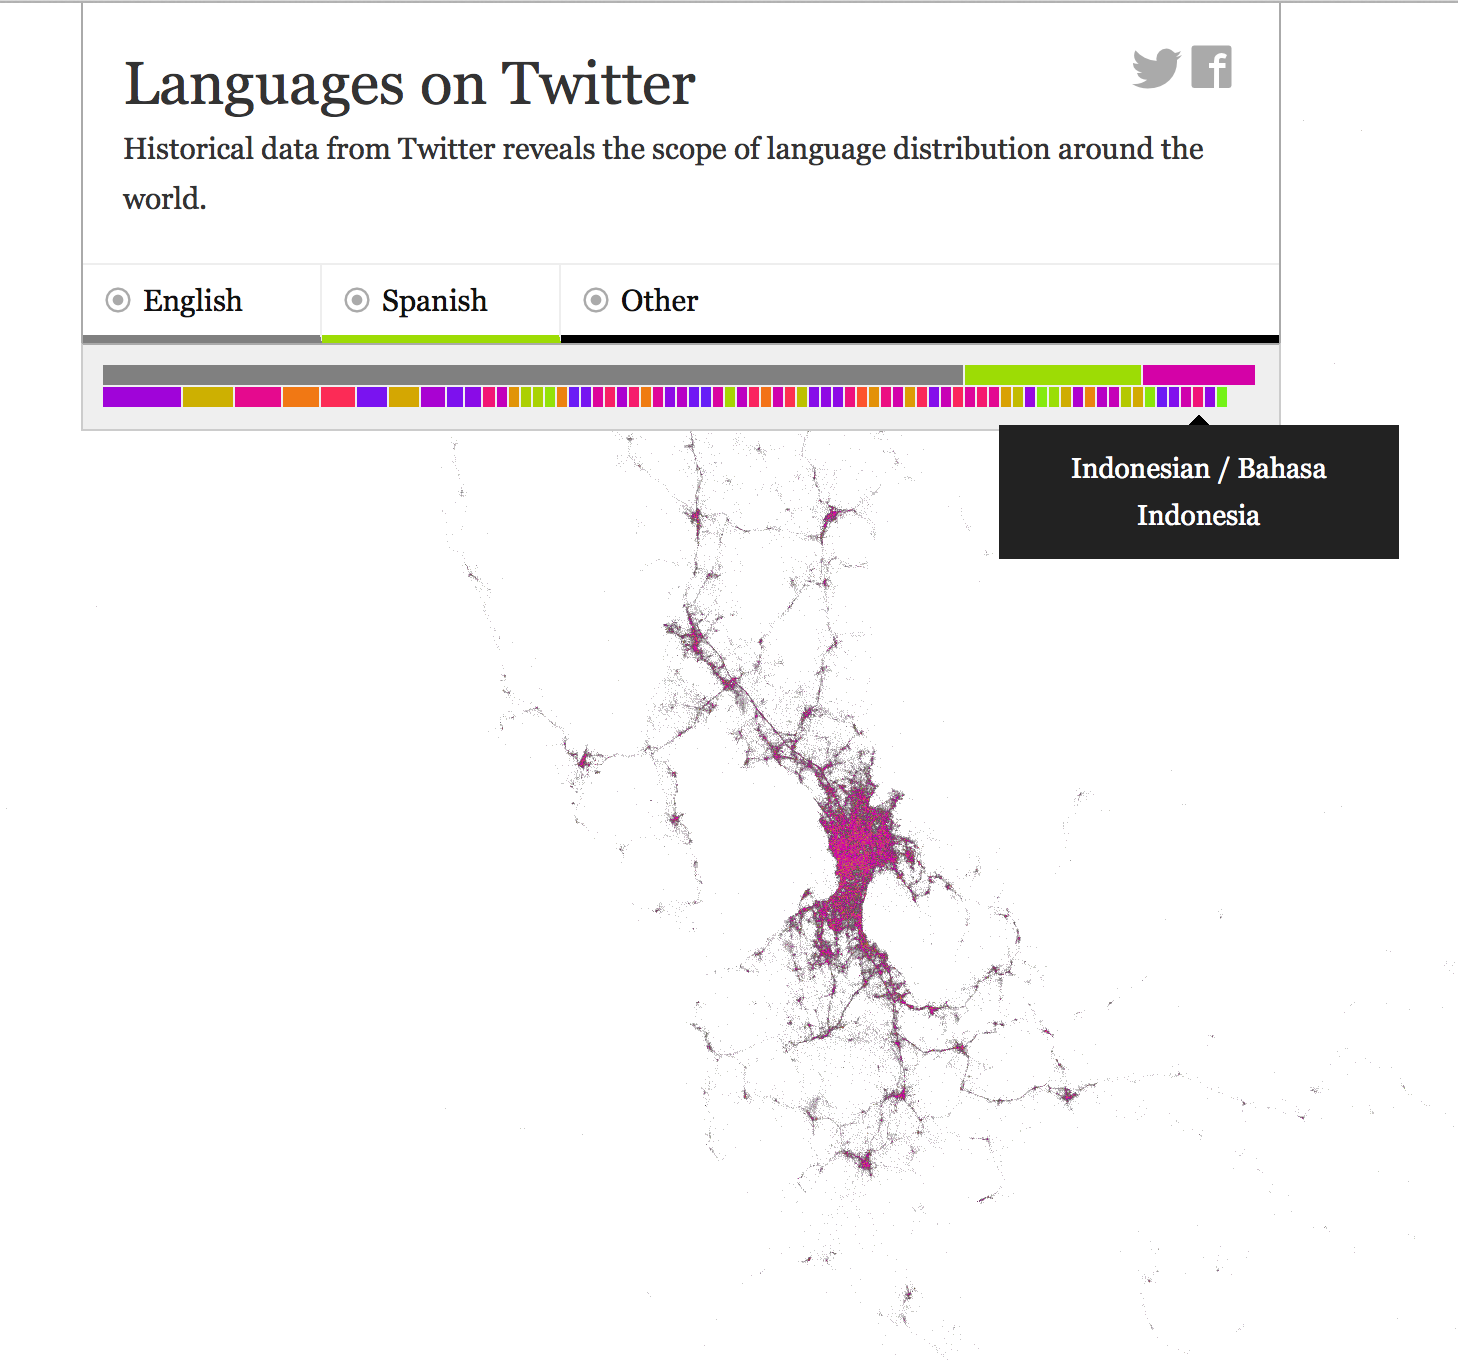 Languages on Twitter
Historical data from Twitter reveals the scope of language distribution around the
world.
English
Spanish
Other
Indonesian / Bahasa
Indonesia